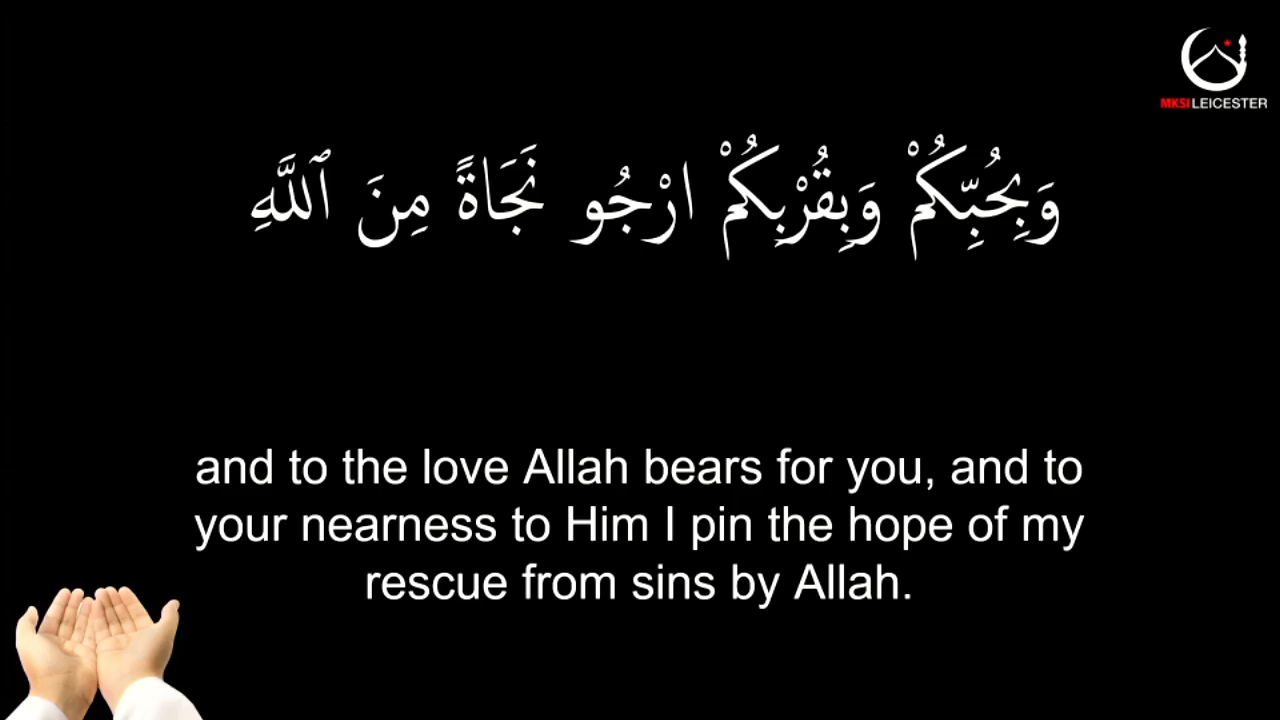 MKSI LEICESTER
وَبِحُبِّكُمْ وَبِقُرْبِكُمْ ارْجُو نَجَاةً مِنَ ٱللَّهِ
and to the love Allah bears for you, and to
your nearness to Him I pin the hope of my
rescue from sins by Allah.